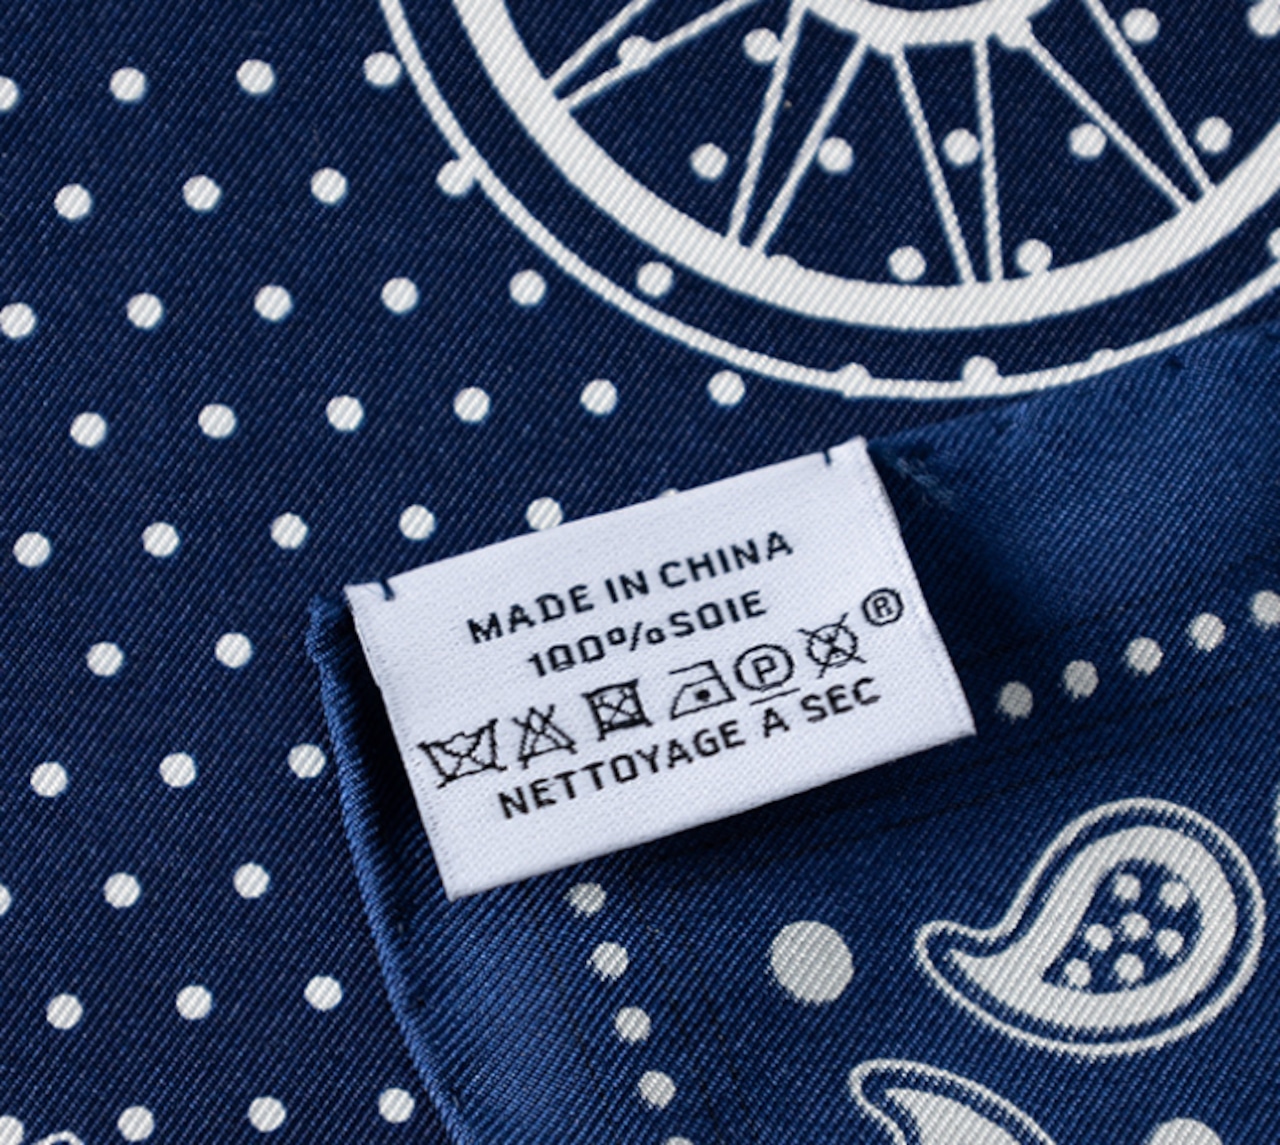 MADE IN CHINA
100%SOIE
P ®
NETTOYAGE A SEC